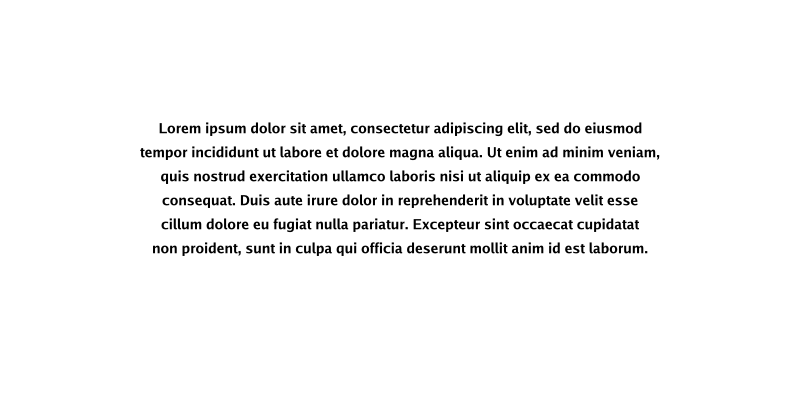 Lorem ipsum dolor sit amet, consectetur adipiscing elit, sed do eiusmod
tempor incididunt ut labore et dolore magna aliqua. Ut enim ad minim veniam,
quis nostrud exercitation ullamco laboris nisi ut aliquip ex ea commodo
consequat. Duis aute irure dolor in reprehenderit in voluptate velit esse
cillum dolore eu fugiat nulla pariatur. Excepteur sint occaecat cupidatat
non proident, sunt in culpa qui officia deserunt mollit anim id est laborum.